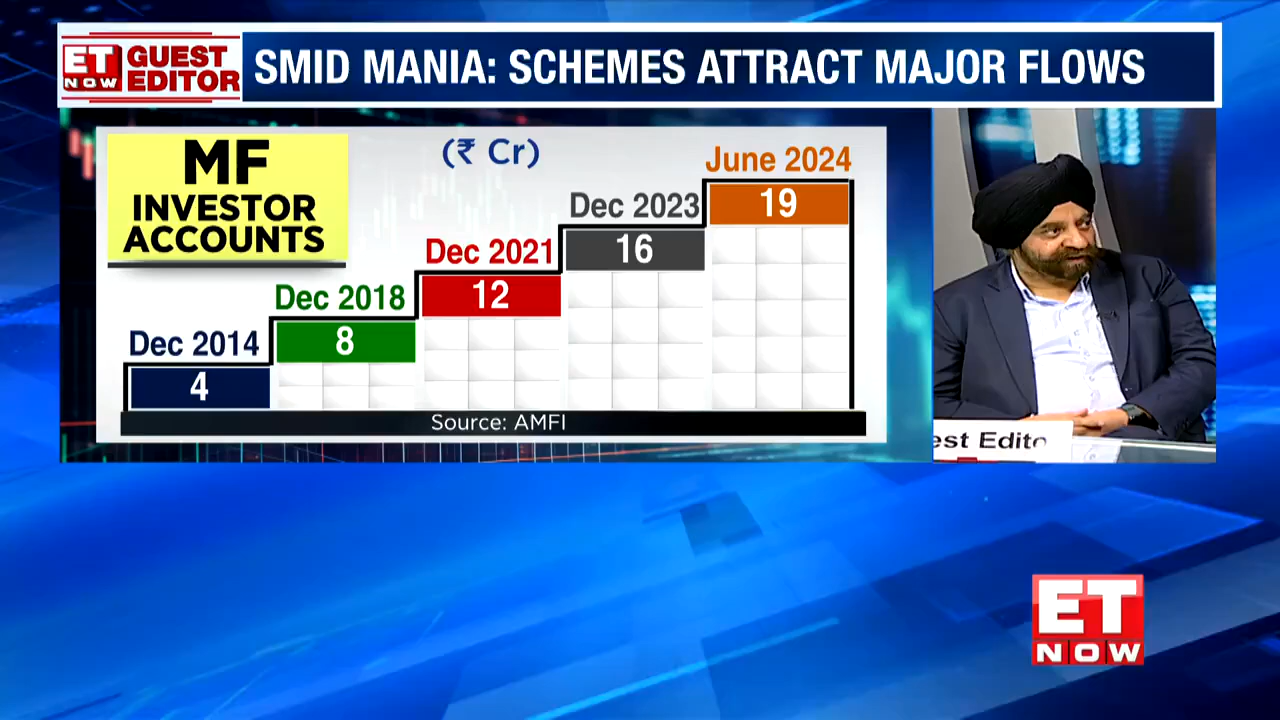 ET
NOW
GUEST
EDITOR
SMID MANIA: SCHEMES ATTRACT MAJOR FLOWS
MF
INVESTOR
ACCOUNTS
(₹ Cr)
June 2024
19
Dec 2023
16
Dec 2021
12
Dec 2018
8
Dec 2014
4
Source: AMFI
est Edito
ET
NOW